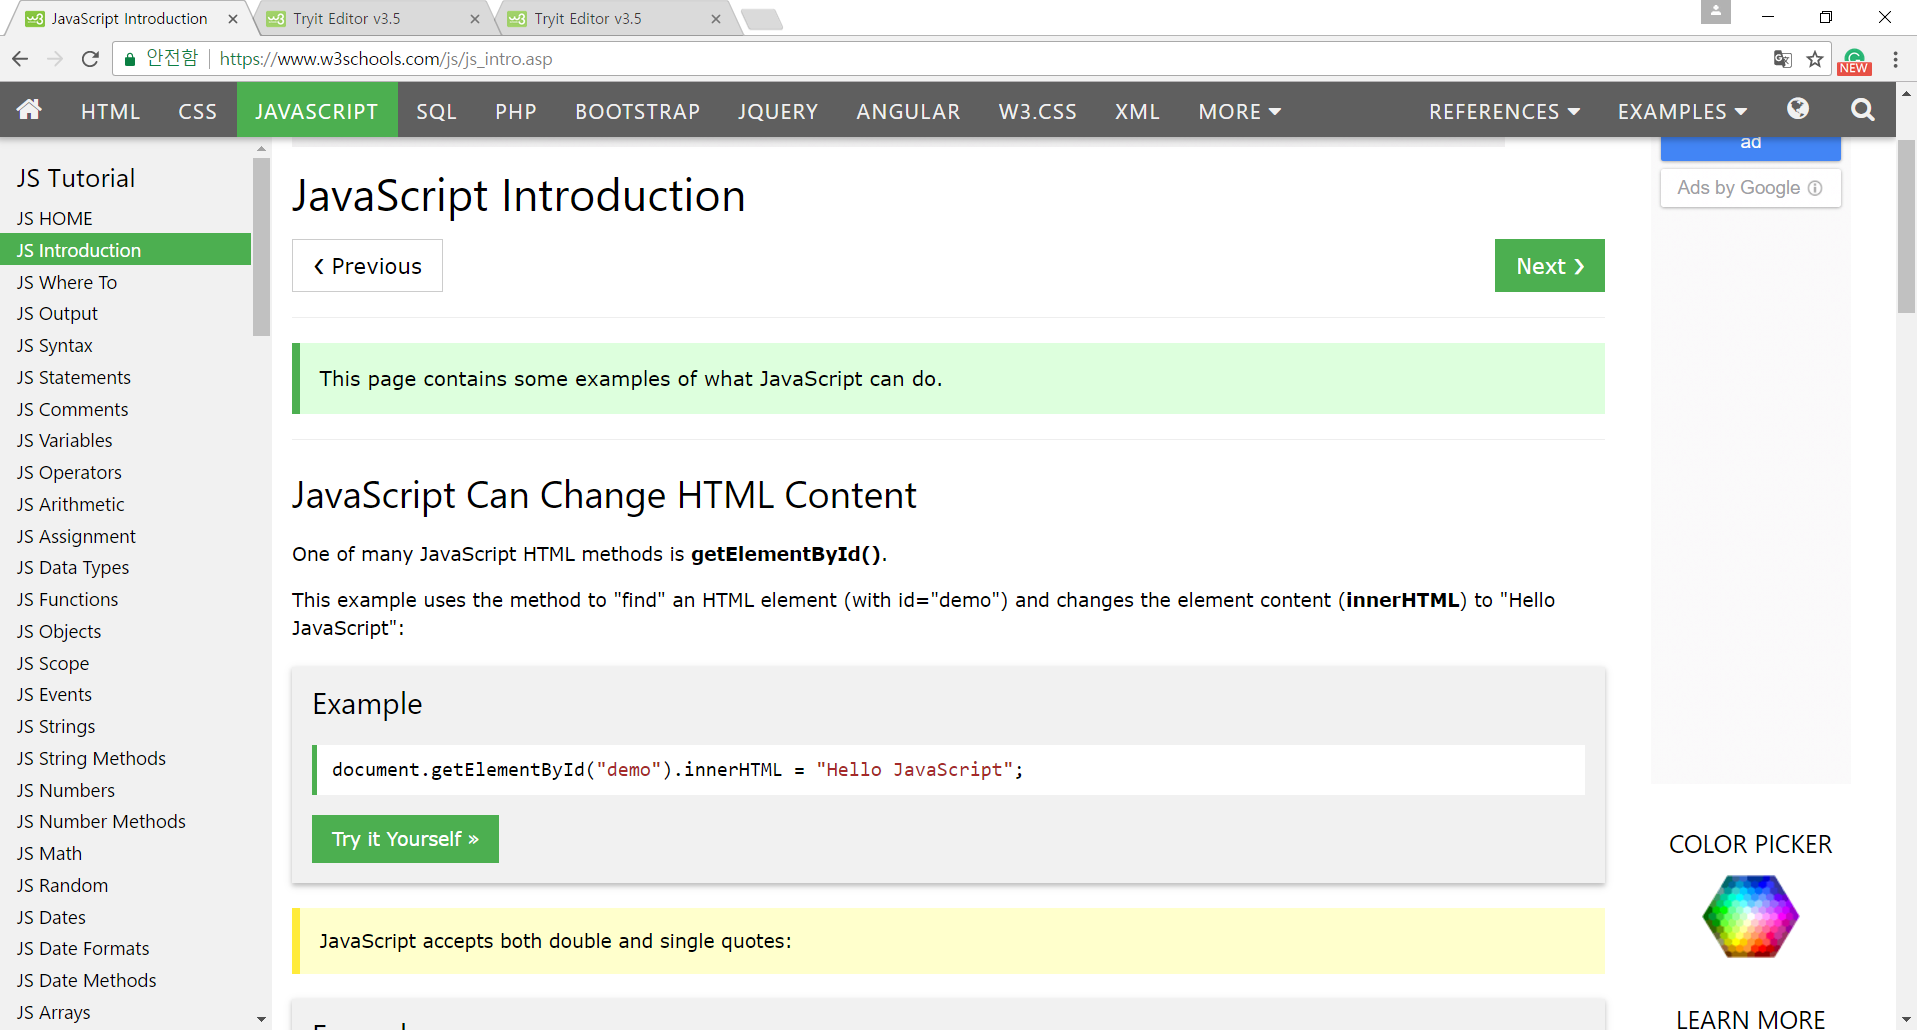 JavaScript Introduction
Tryit Editor v3.5
Tryit Editor v3.5
안전함 https://www.w3schools.com/js/js_intro.asp
NEW
HTML CSS JAVASCRIPT SQL PHP BOOTSTRAP JQUERY ANGULAR W3.CSS XML MORE REFERENCES EXAMPLES
JS Tutorial
JS HOME
JS Introduction
JS Where To
JS Output
JS Syntax
JS Statements
JS Comments
JS Variables
JS Operators
JS Arithmetic
JS Assignment
JS Data Types
JS Functions
JS Objects
JS Scope
JS Events
JS Strings
JS String Methods
JS Numbers
JS Number Methods
JS Math
JS Random
JS Dates
JS Date Formats
JS Date Methods
JS Arrays
JavaScript Introduction
❮ Previous
Next ❯
This page contains some examples of what JavaScript can do.
JavaScript Can Change HTML Content
One of many JavaScript HTML methods is getElementById().
This example uses the method to "find" an HTML element (with id="demo") and changes the element content (innerHTML) to "Hello
JavaScript":
Example
document.getElementById("demo").innerHTML = "Hello JavaScript";
Try it Yourself »
JavaScript accepts both double and single quotes:
ad
Ads by Google
COLOR PICKER
LEARN MORE